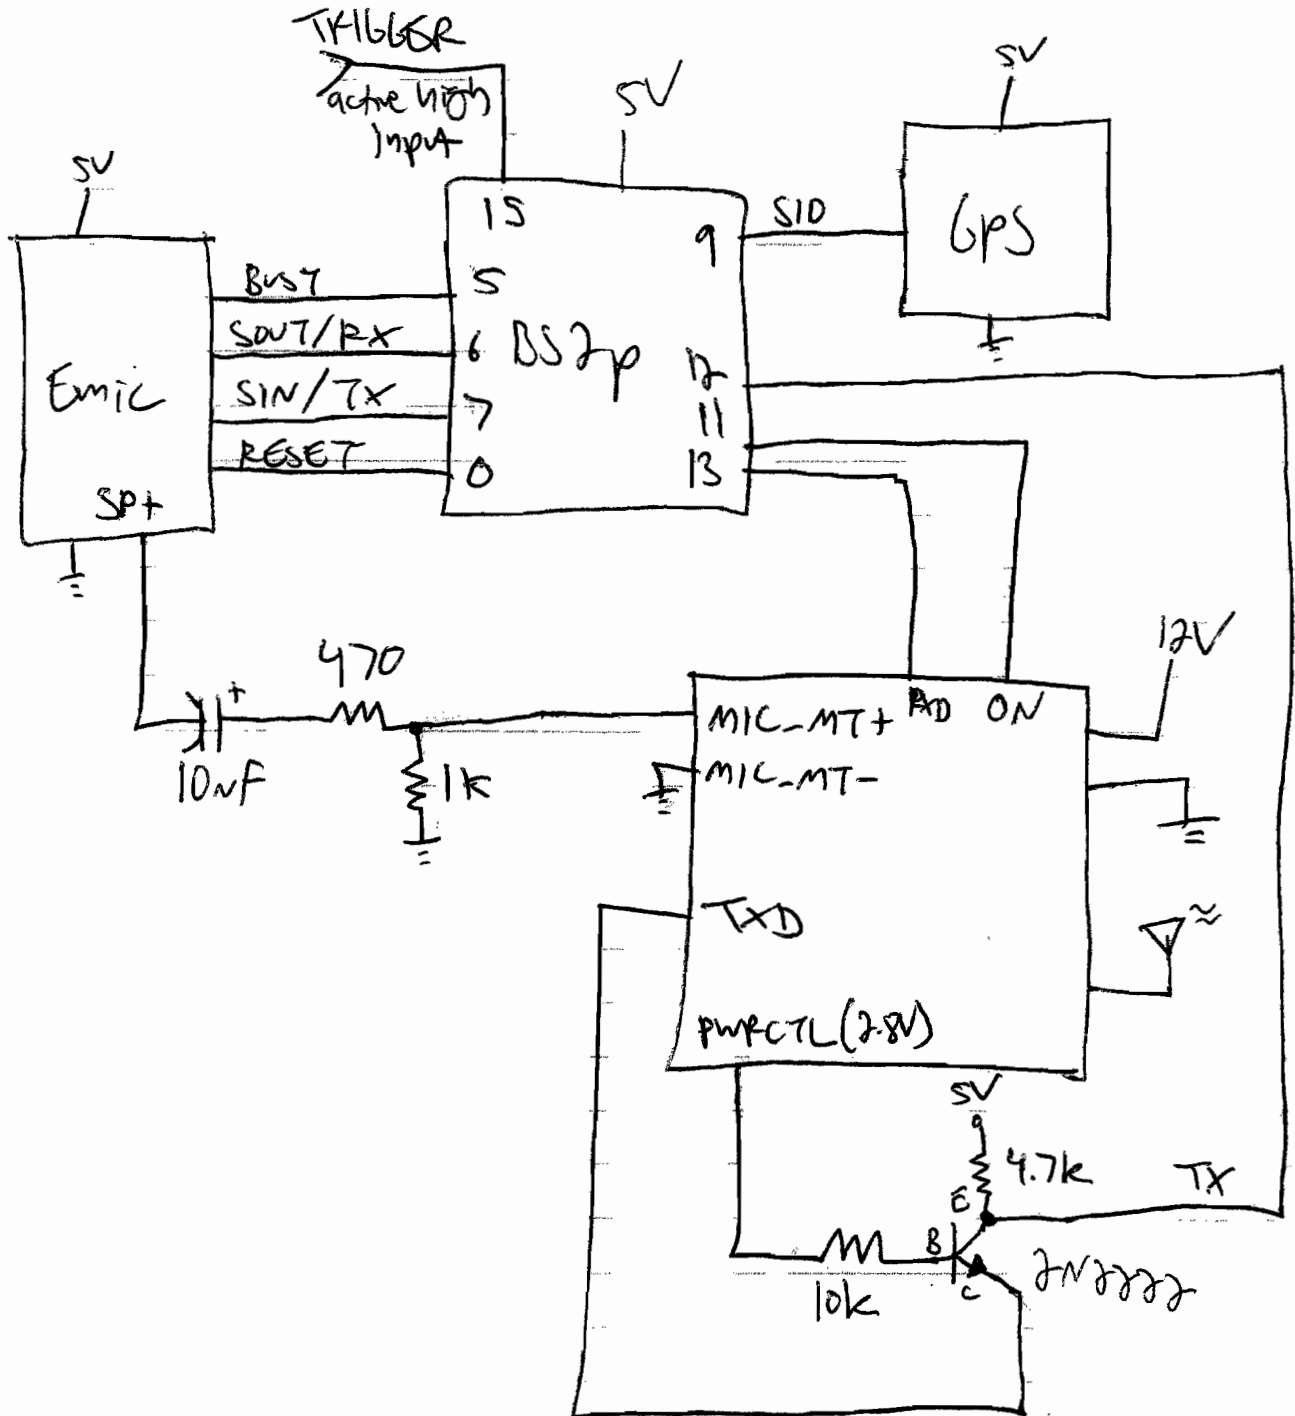 TRIGGER
active high
Input
5V
5V
5V
15
9
SIO
GPS
BUSY
5
SOUT/RX
6
BS2p
Emic
SIN/TX
7
12
11
RESET
0
13
SP+
470
12V
+
MIC_MT+
RD
ON
10uF
1K
MIC_MT-
TXD
≈
PWRCTL (2.8V)
5V
4.7k
TX
E
B
2N2222
C
10k